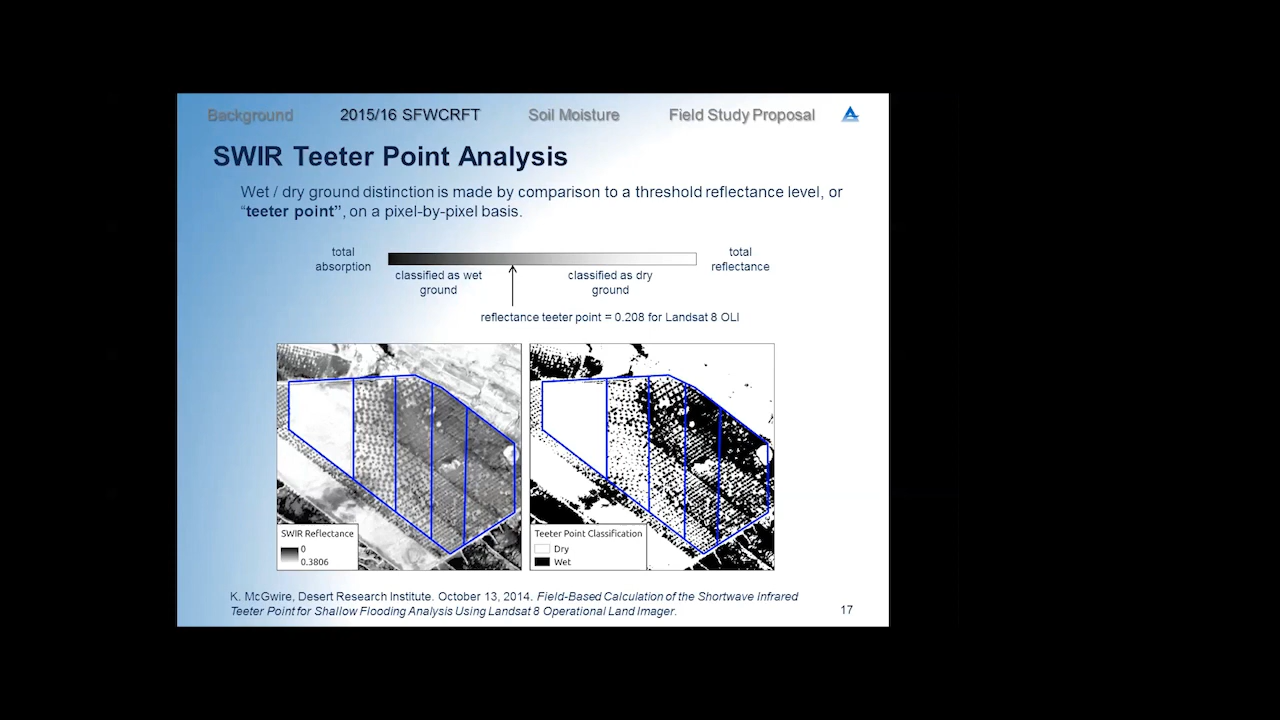 Background 2015/16 SFWCRFT Soil Moisture Field Study Proposal
SWIR Teeter Point Analysis
Wet / dry ground distinction is made by comparison to a threshold reflectance level, or
“teeter point”, on a pixel-by-pixel basis.
total
absorption
total
reflectance
classified as wet
ground
classified as dry
ground
reflectance teeter point = 0.208 for Landsat 8 OLI
SWIR Reflectance
0
0.3806
Teeter Point Classification
Dry
Wet
K. McGwire, Desert Research Institute. October 13, 2014. Field-Based Calculation of the Shortwave Infrared
Teeter Point for Shallow Flooding Analysis Using Landsat 8 Operational Land Imager.
17